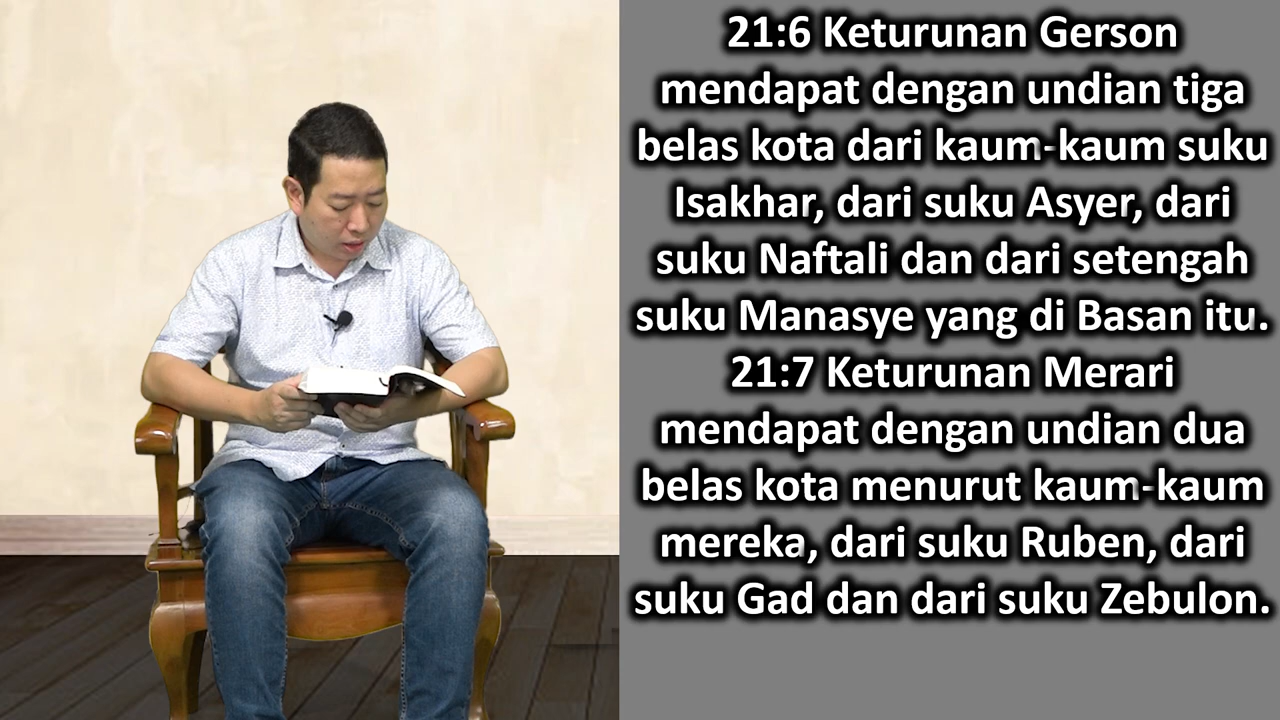 21:6 Keturunan Gerson
mendapat dengan undian tiga
belas kota dari kaum-kaum suku
Isakhar, dari suku Asyer, dari
suku Naftali dan dari setengah
suku Manasye yang di Basan itu.
21:7 Keturunan Merari
mendapat dengan undian dua
belas kota menurut kaum-kaum
mereka, dari suku Ruben, dari
suku Gad dan dari suku Zebulon.